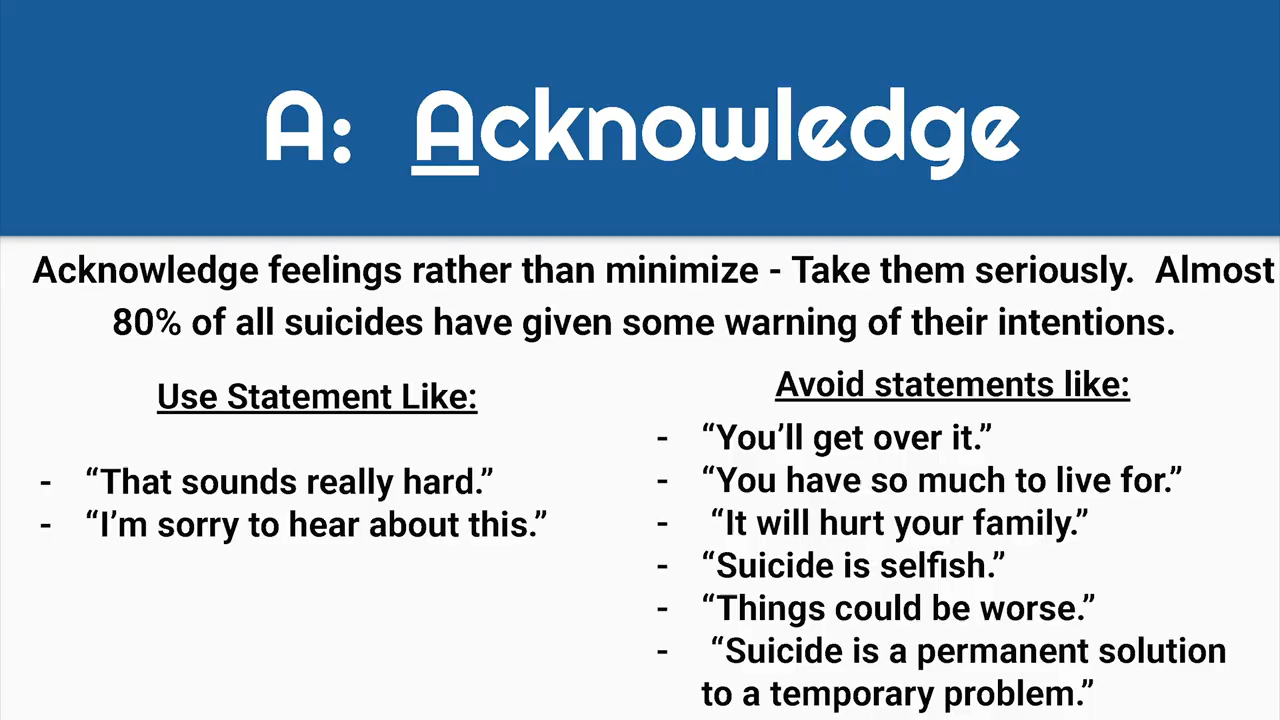 A: Acknowledge
Acknowledge feelings rather than minimize - Take them seriously. Almost
80% of all suicides have given some warning of their intentions.
Use Statement Like:
- “That sounds really hard.”
- “I’m sorry to hear about this.”
Avoid statements like:
- “You’ll get over it.”
- “You have so much to live for.”
- “It will hurt your family.”
- “Suicide is selfish.”
- “Things could be worse.”
- “Suicide is a permanent solution
to a temporary problem.”